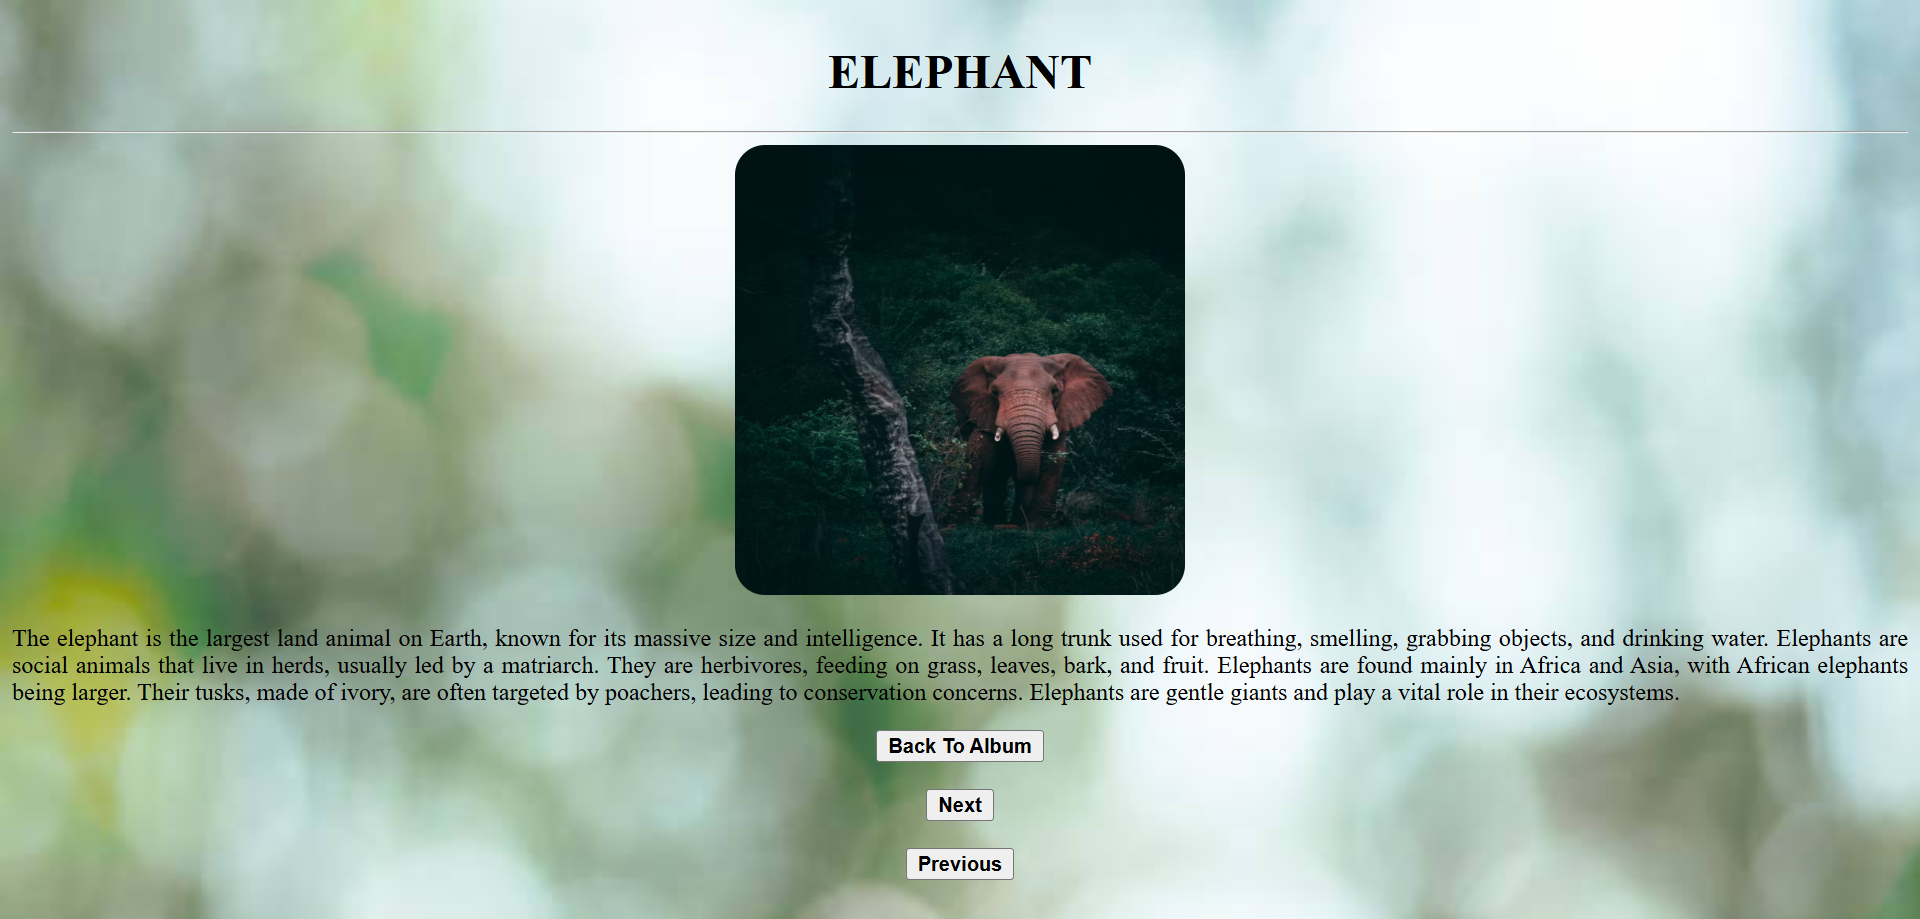 ELEPHANT
The elephant is the largest land animal on Earth, known for its massive size and intelligence. It has a long trunk used for breathing, smelling, grabbing objects, and drinking water. Elephants are
social animals that live in herds, usually led by a matriarch. They are herbivores, feeding on grass, leaves, bark, and fruit. Elephants are found mainly in Africa and Asia, with African elephants
being larger. Their tusks, made of ivory, are often targeted by poachers, leading to conservation concerns. Elephants are gentle giants and play a vital role in their ecosystems.
Back To Album
Next
Previous